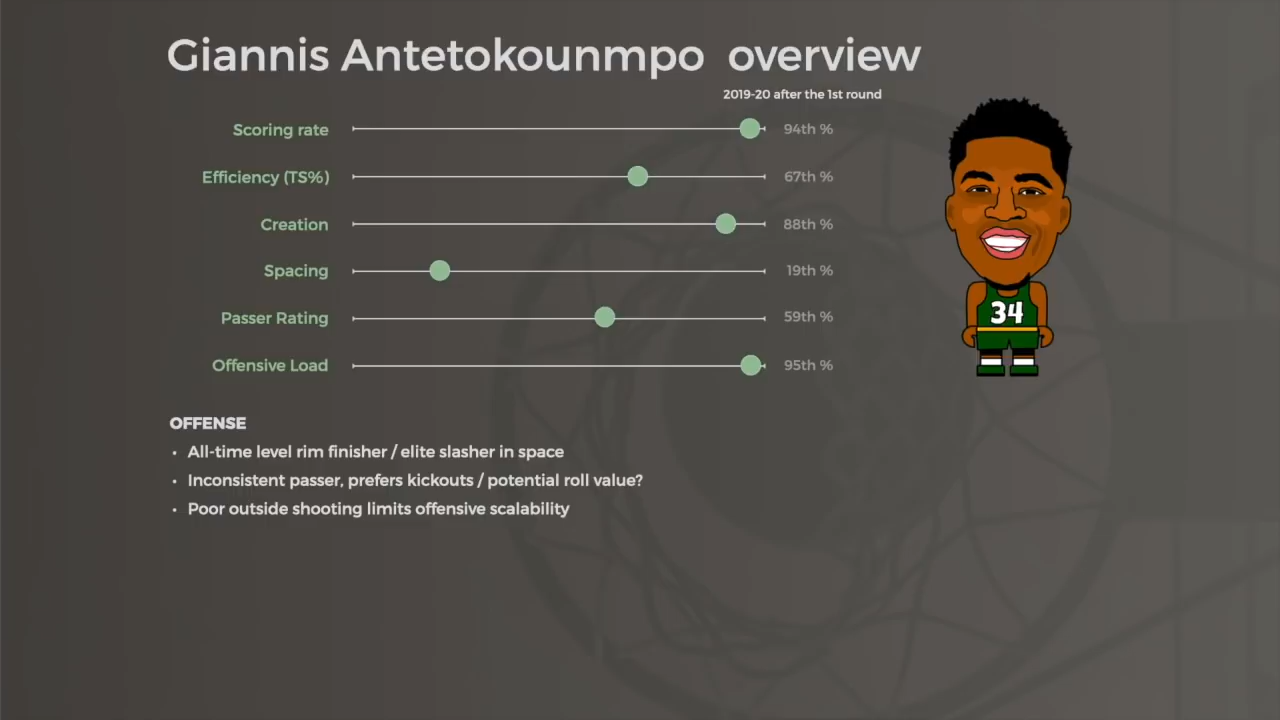 Giannis Antetokounmpo overview
2019-20 after the 1st round
Scoring rate 94th %
Efficiency (TS%) 67th %
Creation 88th %
Spacing 19th %
Passer Rating 59th %
Offensive Load 95th %
34
OFFENSE
• All-time level rim finisher / elite slasher in space
• Inconsistent passer, prefers kickouts / potential roll value?
• Poor outside shooting limits offensive scalability